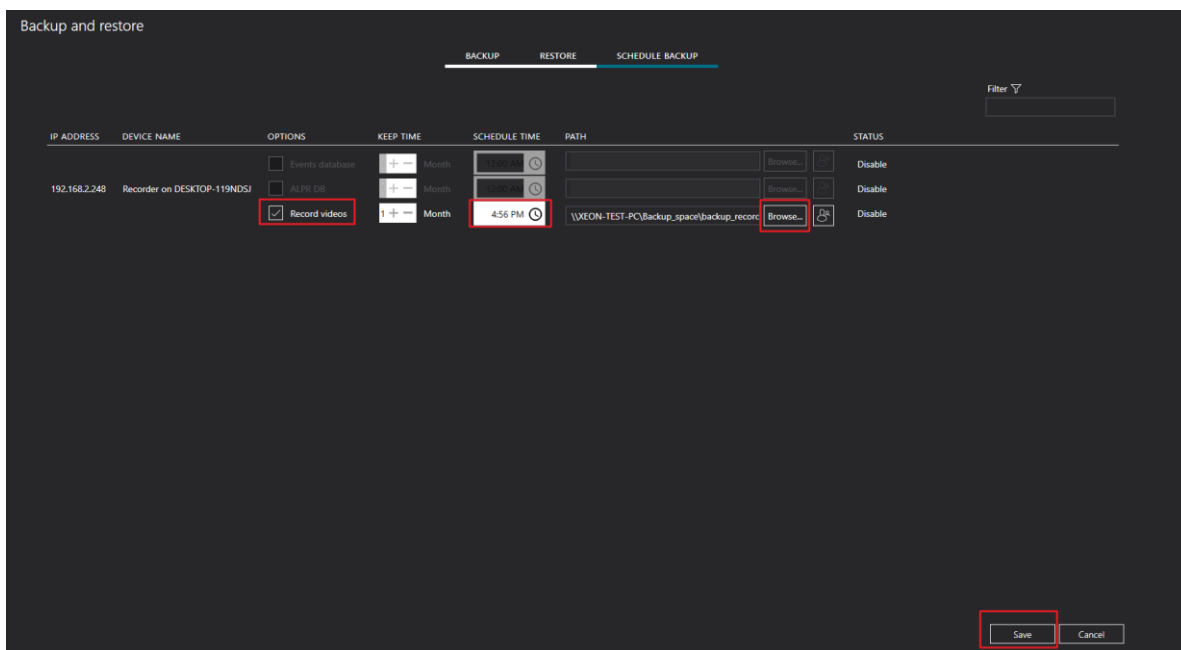 Backup and restore
BACKUP RESTORE SCHEDULE BACKUP
Filter
IP ADDRESS DEVICE NAME OPTIONS KEEP TIME SCHEDULE TIME PATH STATUS
Events database + − Month 12:00 AM Browse... Disable
192.168.2.248 Recorder on DESKTOP-119NDSJ ALPR DB + − Month 12:00 AM Browse... Disable
Record videos 1 + − Month 4:56 PM \\XEON-TEST-PC\Backup_space\backup_recorc Browse... Disable
Save Cancel